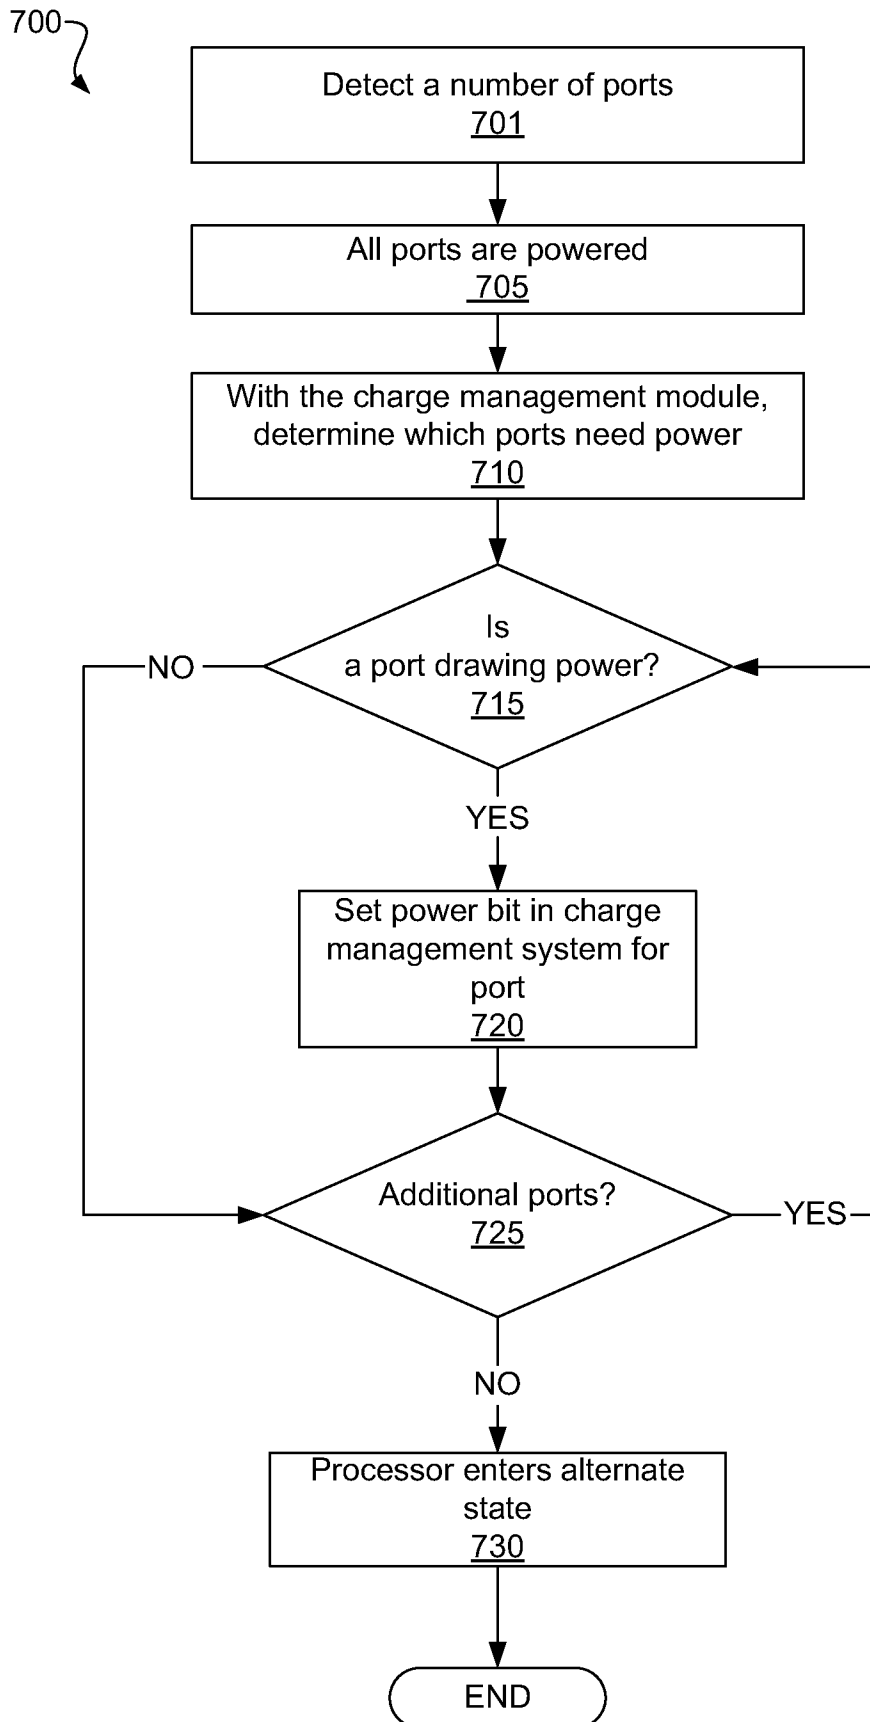 700
Detect a number of ports
701
All ports are powered
705
With the charge management module,
determine which ports need power
710
Is
a port drawing power?
715
NO
YES
Set power bit in charge
management system for
port
720
Additional ports?
725
YES
NO
Processor enters alternate
state
730
END